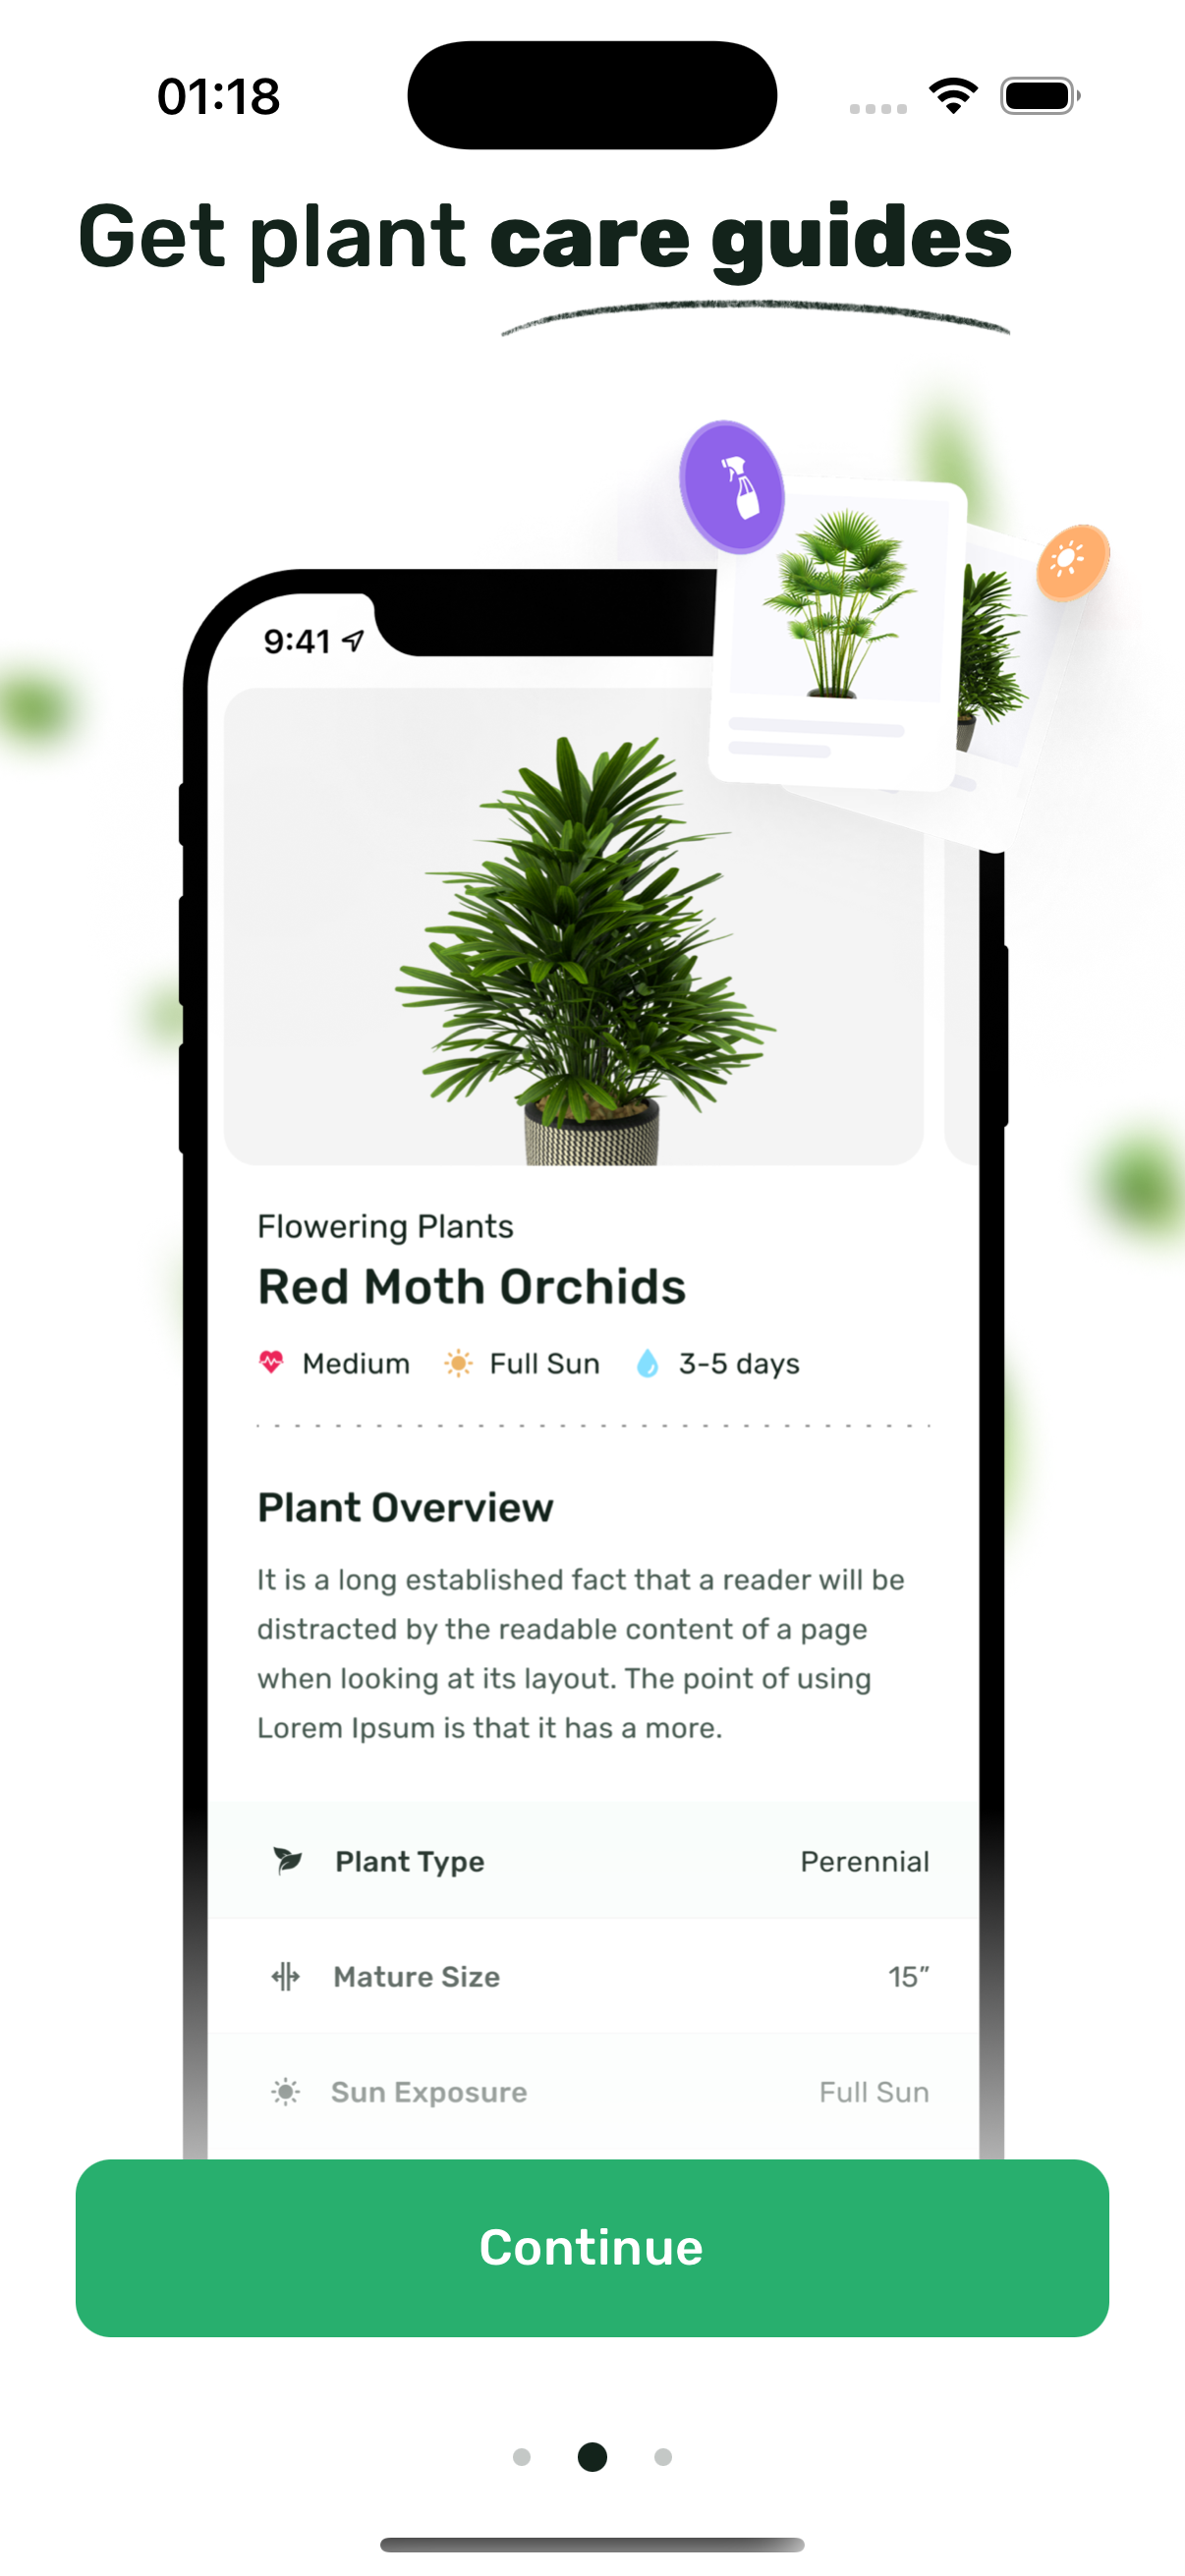 01:18
Get plant care guides
9:41
Flowering Plants
Red Moth Orchids
Medium Full Sun 3-5 days
Plant Overview
It is a long established fact that a reader will be
distracted by the readable content of a page
when looking at its layout. The point of using
Lorem Ipsum is that it has a more.
Plant Type Perennial
Mature Size 15”
Sun Exposure Full Sun
Continue